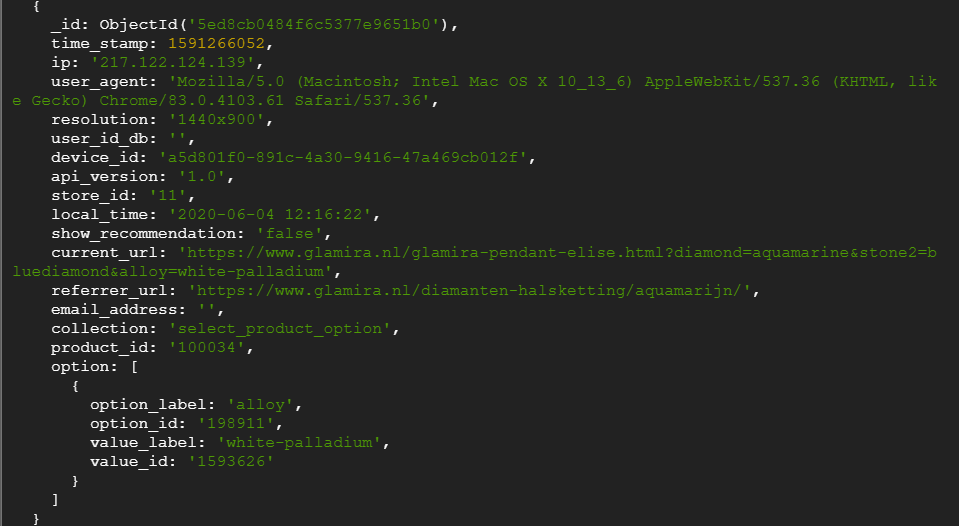 {
_id: ObjectId('5ed8cb0484f6c5377e9651b0'),
time_stamp: 1591266052,
ip: '217.122.124.139',
user_agent: 'Mozilla/5.0 (Macintosh; Intel Mac OS X 10_13_6) AppleWebKit/537.36 (KHTML, lik
e Gecko) Chrome/83.0.4103.61 Safari/537.36',
resolution: '1440x900',
user_id_db: '',
device_id: 'a5d801f0-891c-4a30-9416-47a469cb012f',
api_version: '1.0',
store_id: '11',
local_time: '2020-06-04 12:16:22',
show_recommendation: 'false',
current_url: 'https://www.glamira.nl/glamira-pendant-elise.html?diamond=aquamarine&stone2=b
luediamond&alloy=white-palladium',
referrer_url: 'https://www.glamira.nl/diamanten-halsketting/aquamarijn/',
email_address: '',
collection: 'select_product_option',
product_id: '100034',
option: [
{
option_label: 'alloy',
option_id: '198911',
value_label: 'white-palladium',
value_id: '1593626'
}
]
}